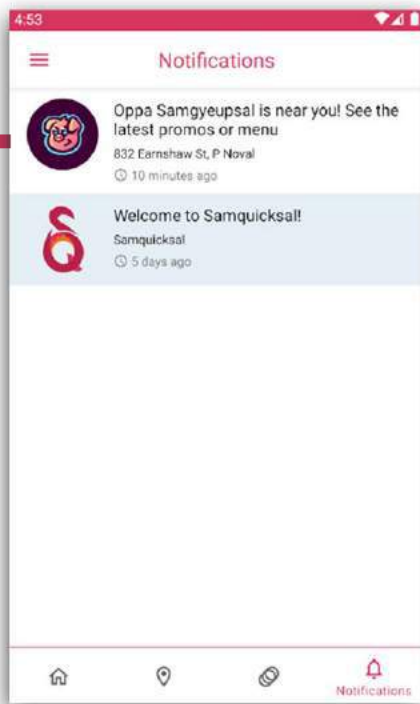 4:53
Notifications
Oppa Samgyeupsal is near you! See the
latest promos or menu
832 Earnshaw St, P Noval
10 minutes ago
Welcome to Samquicksal!
Samquicksal
5 days ago
Notifications